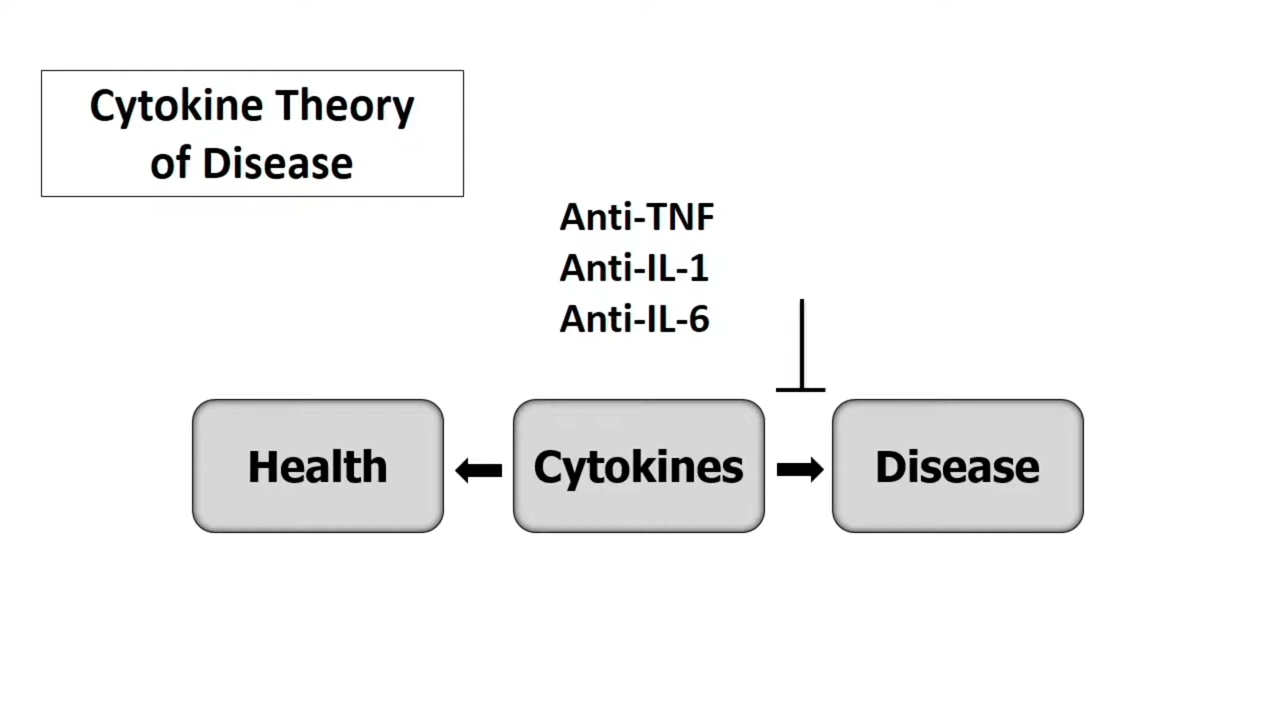 Cytokine Theory
of Disease
Anti-TNF
Anti-IL-1
Anti-IL-6
Health
Cytokines
Disease